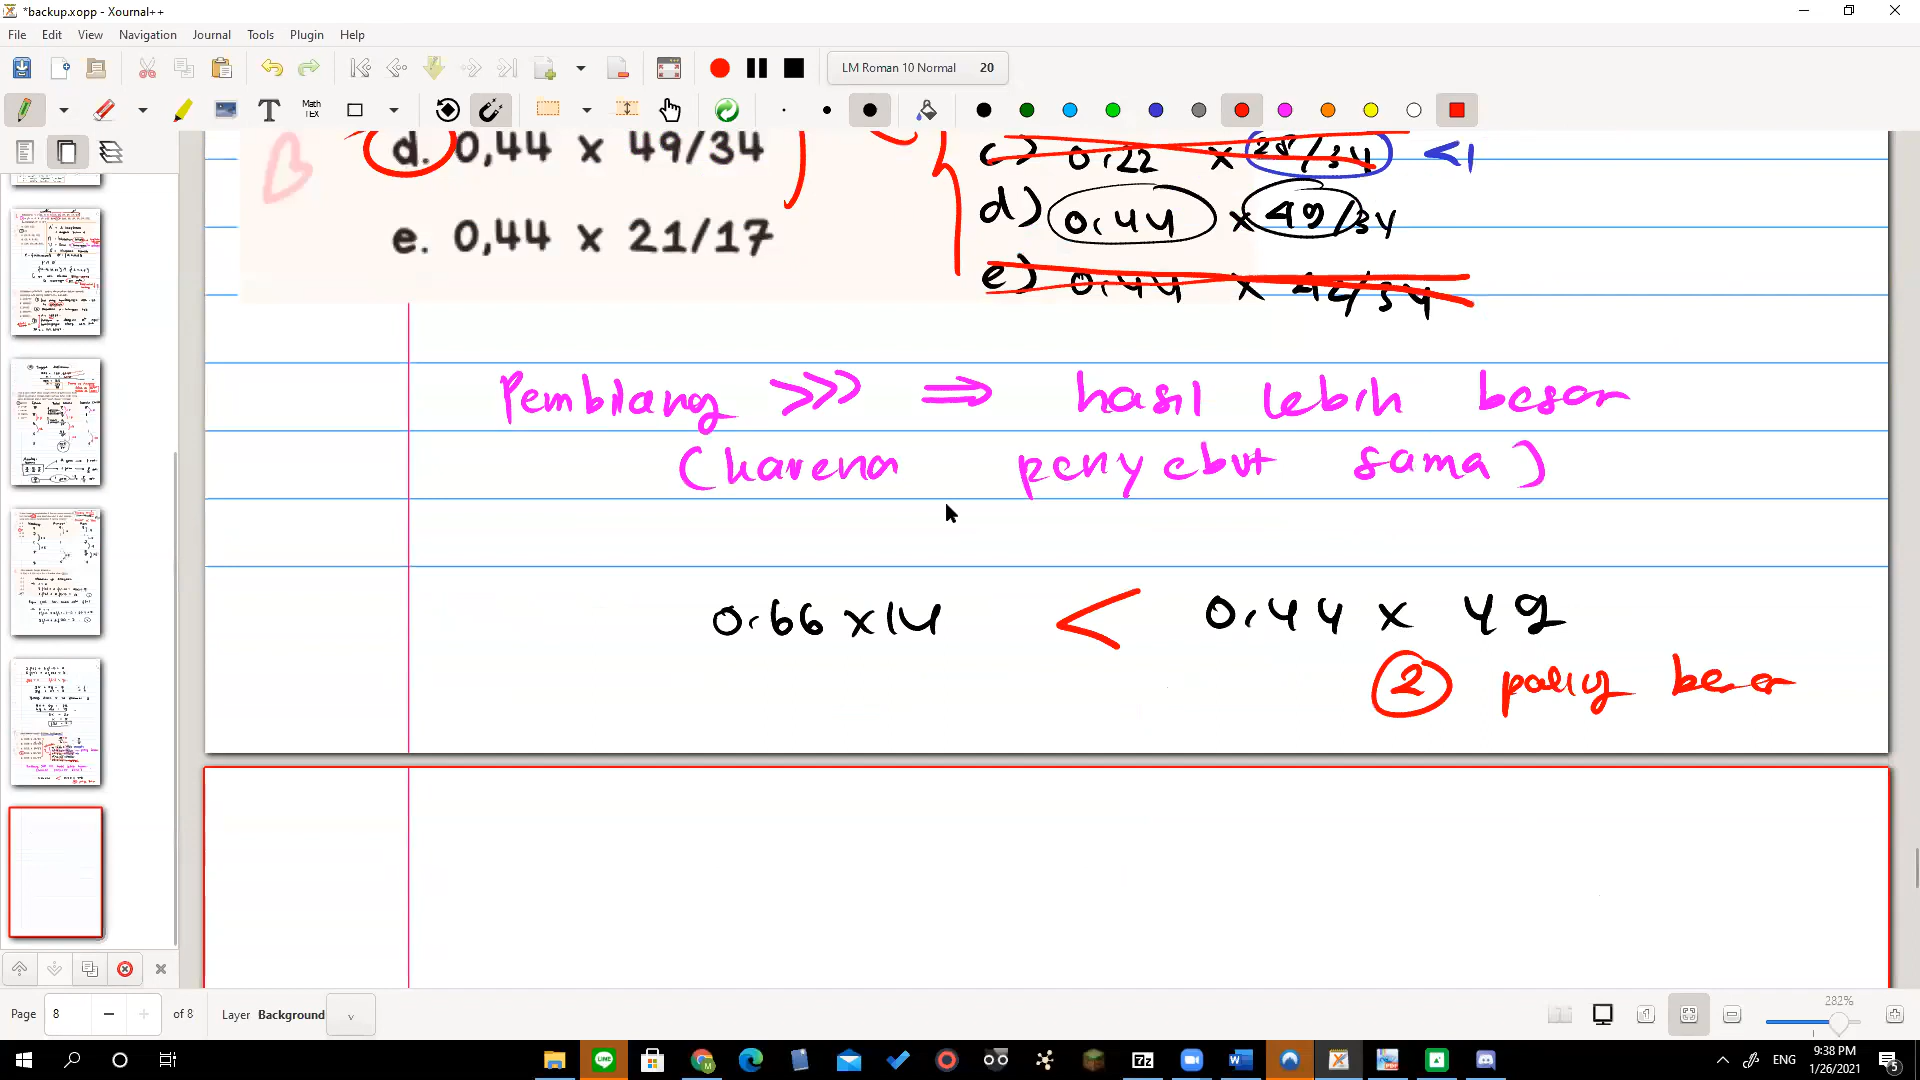 *backup.xopp - Xournal++
File Edit View Navigation Journal Tools Plugin Help
LM Roman 10 Normal 20
Math
TEX
d. 0,44 x 49/34
e. 0,44 x 21/17
c) 0.22 x 28/34 <1
d) 0.44 x 49/34
e) 0.44 x 42/34
Pembilang >>> ⇒ hasil lebih besar
(karena penyebut sama)
0.66 x 14 < 0.44 x 49
2 paling besar
Page 8 of 8 Layer Background v
282%
ENG
9:38 PM
1/26/2021
5